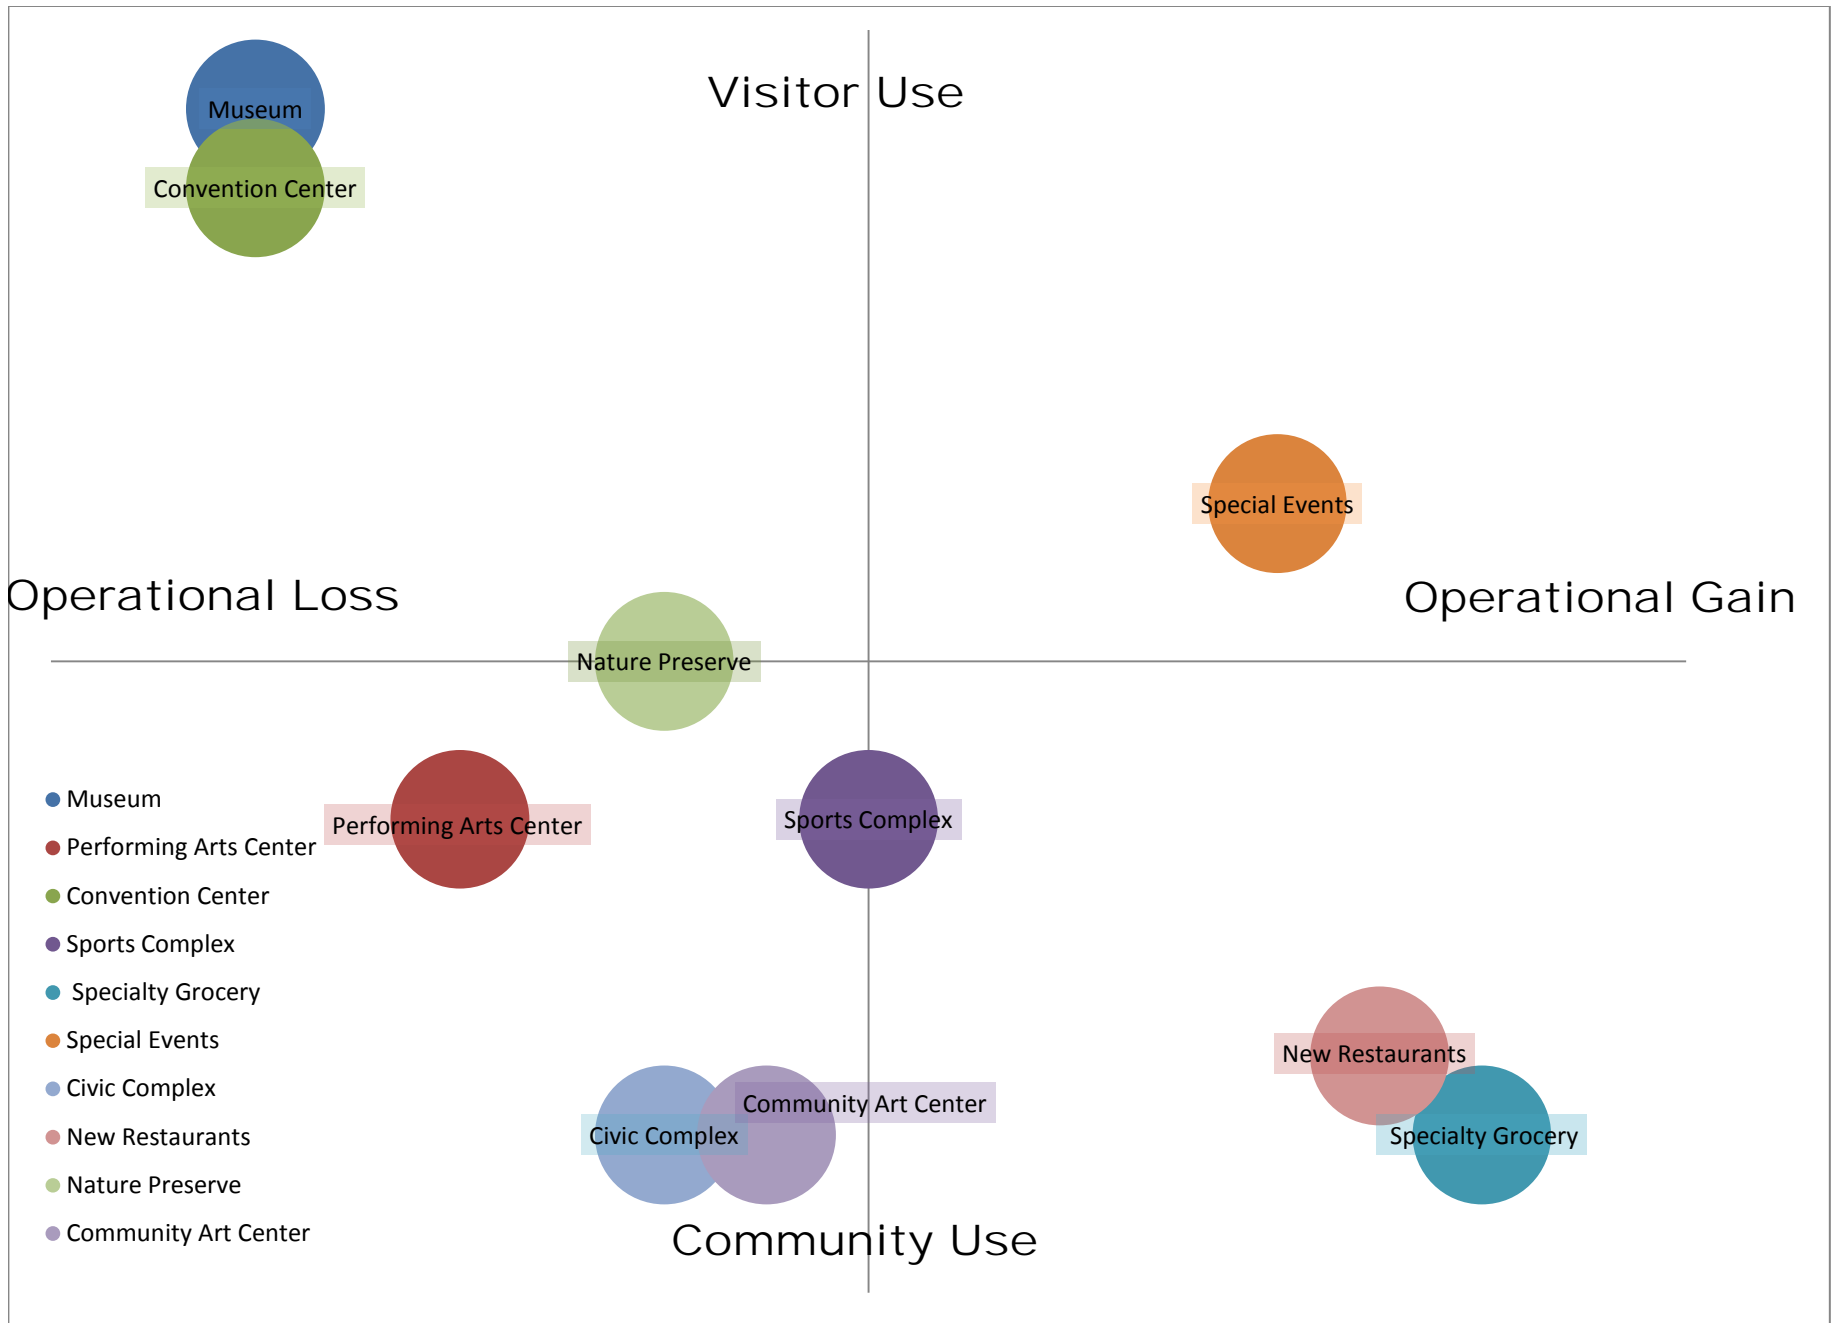 Visitor Use
Museum
Convention Center
Special Events
Operational Loss
Operational Gain
Nature Preserve
Performing Arts Center
Sports Complex
New Restaurants
Community Art Center
Civic Complex
Specialty Grocery
Community Use
Museum
Performing Arts Center
Convention Center
Sports Complex
Specialty Grocery
Special Events
Civic Complex
New Restaurants
Nature Preserve
Community Art Center